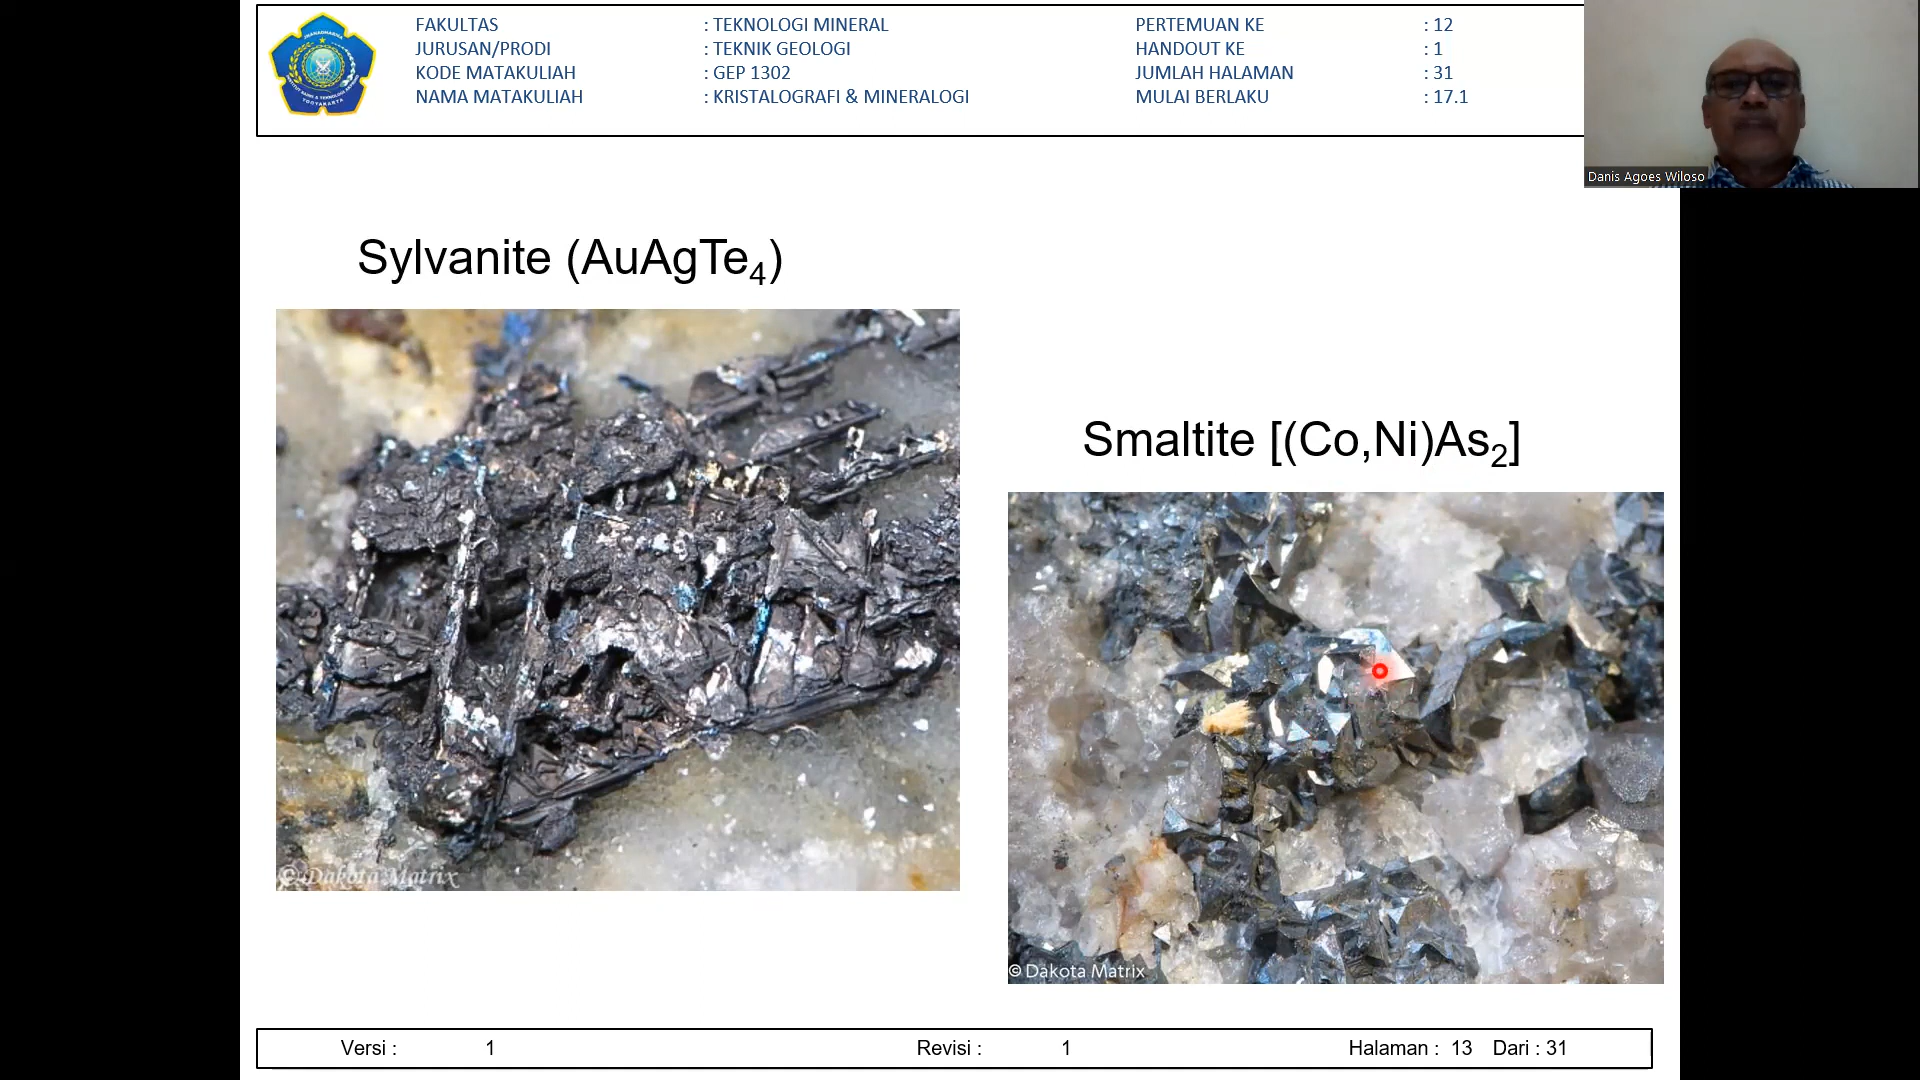 FAKULTAS : TEKNOLOGI MINERAL PERTEMUAN KE : 12
JURUSAN/PRODI : TEKNIK GEOLOGI HANDOUT KE : 1
KODE MATAKULIAH : GEP 1302 JUMLAH HALAMAN : 31
NAMA MATAKULIAH : KRISTALOGRAFI & MINERALOGI MULAI BERLAKU : 17.1
Danis Agoes Wiloso
Sylvanite (AuAgTe₄)
Smaltite [(Co,Ni)As₂]
© Dakota Matrix
© Dakota Matrix
Versi : 1 Revisi : 1 Halaman : 13 Dari : 31